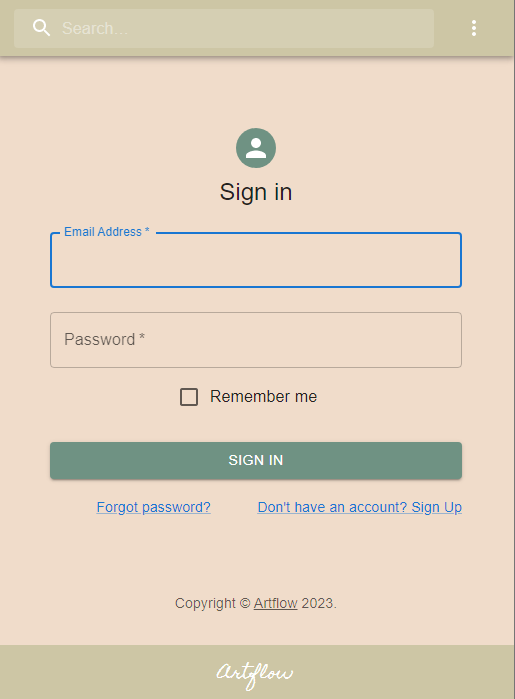 Search...
Sign in
Email Address *
Password *
Remember me
SIGN IN
Forgot password? Don't have an account? Sign Up
Copyright © Artflow 2023.
Artflow